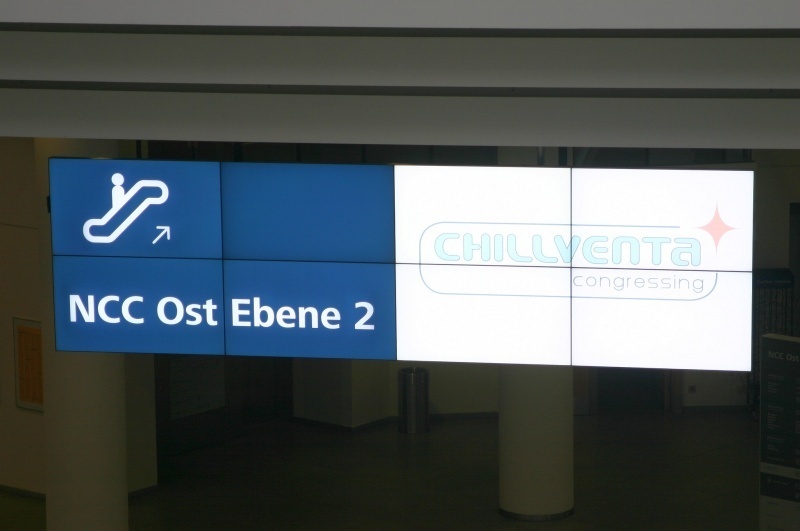 NCC Ost Ebene 2
CHILLVENTA
congressing
NCC Ost